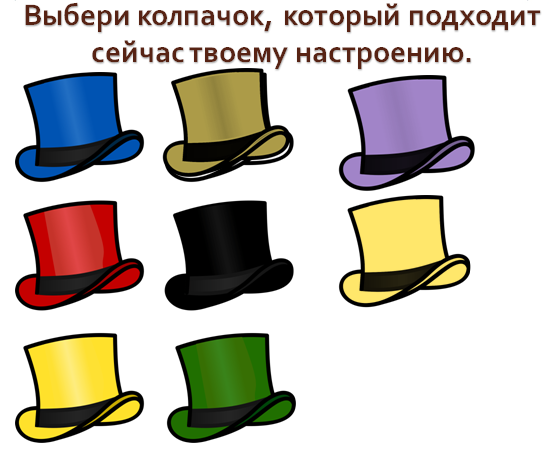 Выбери колпачок, который подходит
сейчас твоему настроению.